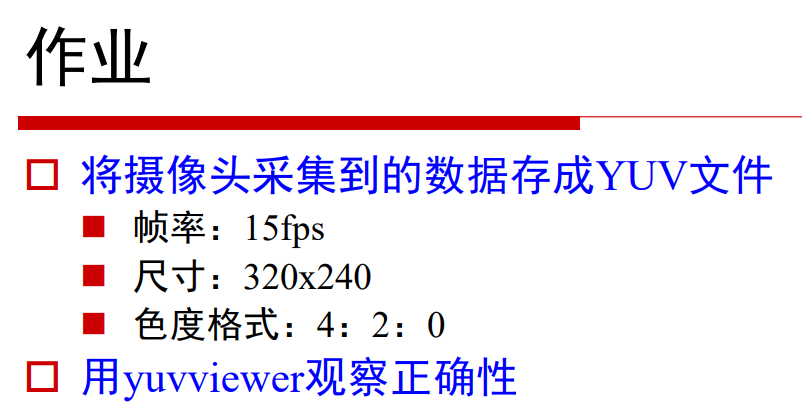 作业
将摄像头采集到的数据存成YUV文件
帧率：15fps
尺寸：320x240
色度格式：4：2：0
用yuvviewer观察正确性